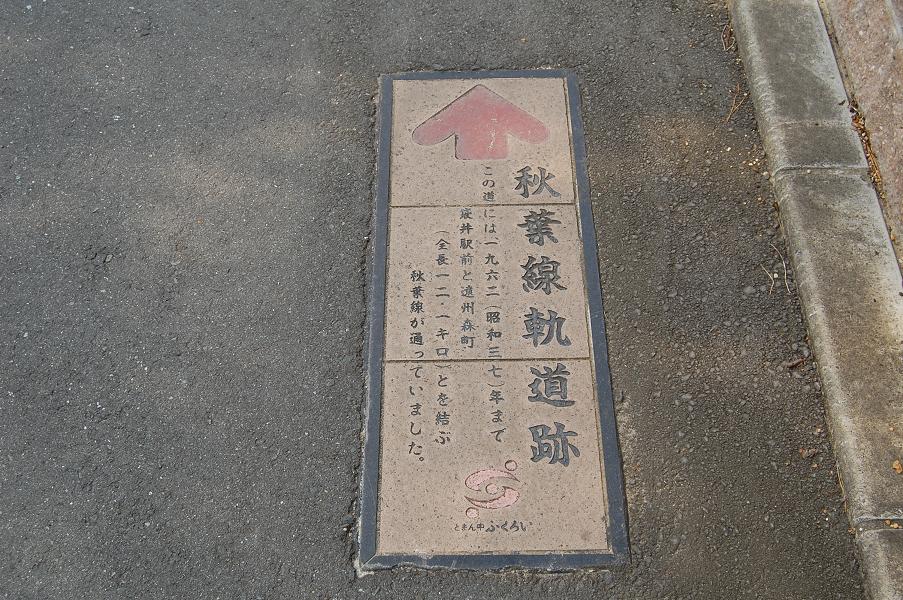 秋葉線軌道跡
この道には一九六二(昭和三七)年まで
袋井駅前と遠州森町
(全長一二・一キロ)とを結ぶ
秋葉線が通っていました。
とまん中ふくろい